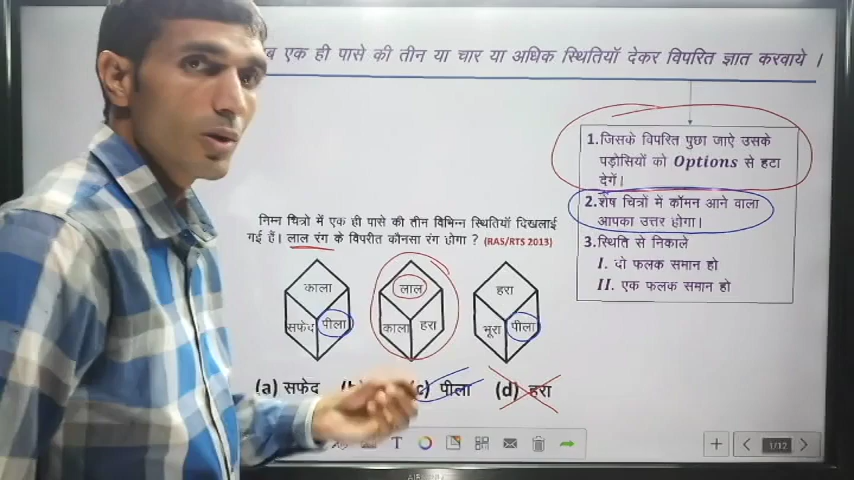 एक ही पासे की तीन या चार या अधिक स्थितियाँ देकर विपरित ज्ञात करवाये ।
1.जिसके विपरित पुछा जाऐ उसके
पड़ोसियों को Options से हटा
देगें।
2.शेष चित्रों मे कॉमन आने वाला
आपका उत्तर होगा।
3.स्थिति से निकाले
I. दो फलक समान हो
II. एक फलक समान हो
निम्न चित्रो में एक ही पासे की तीन विभिन्न स्थितियॉ दिखलाई
गई हैं। लाल रंग के विपरीत कौनसा रंग होगा ? (RAS/RTS 2013)
काला
सफेद पीला
लाल
काला हरा
हरा
भूरा पीला
(a) सफेद (c) पीला (d) हरा
T
1/12